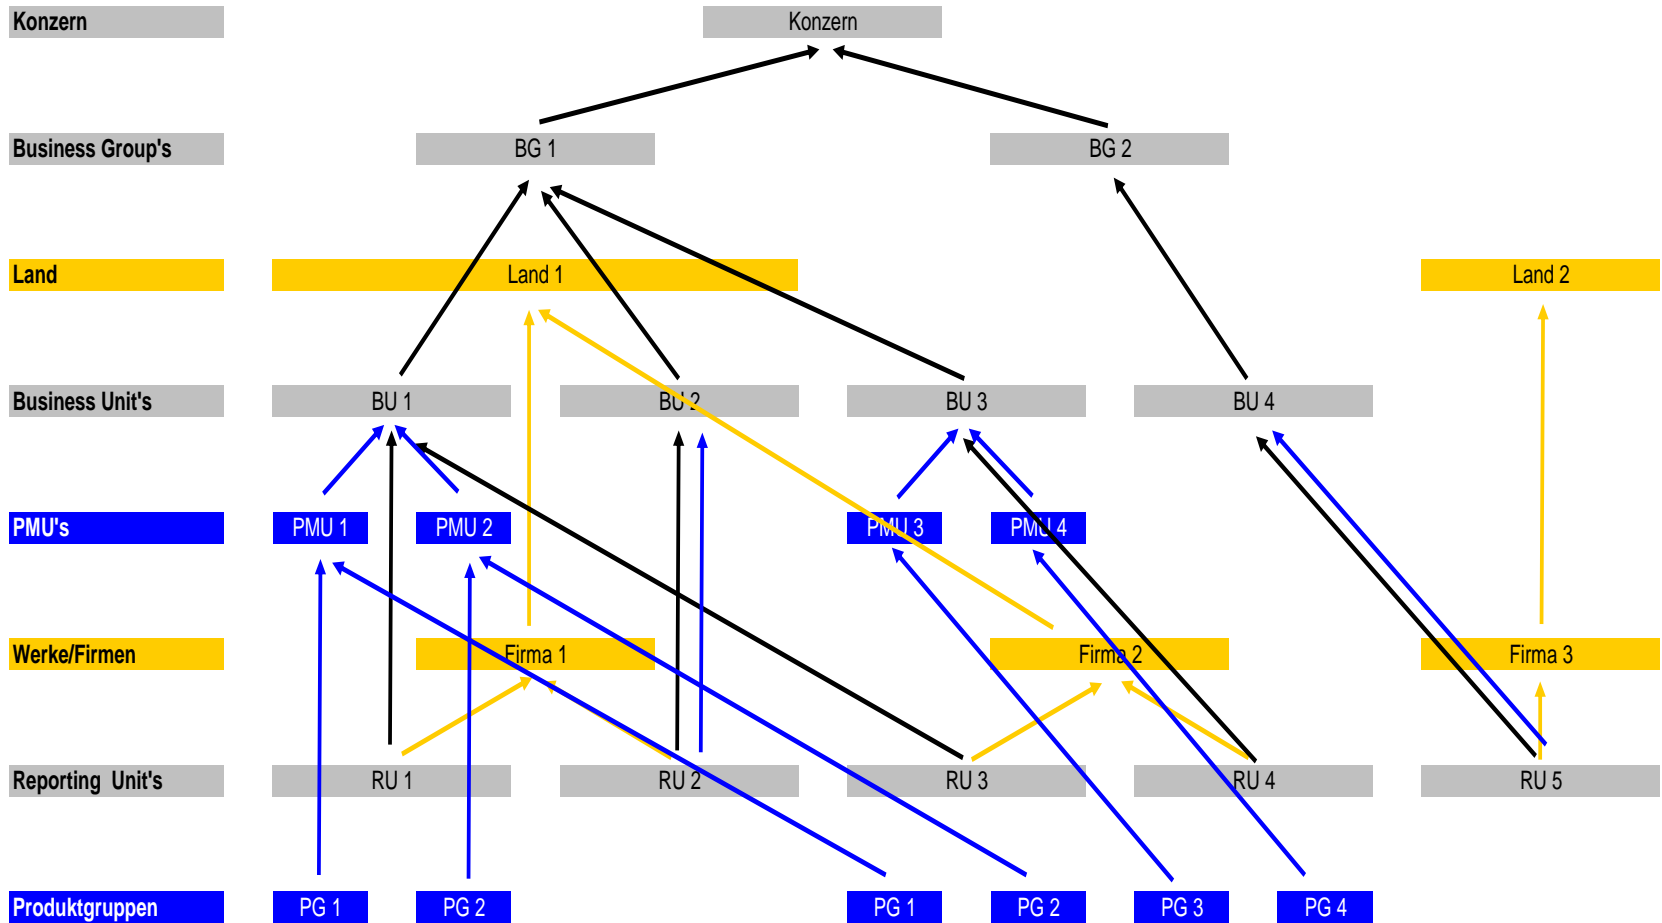 Konzern
Konzern
Business Group's
BG 1
BG 2
Land
Land 1
Land 2
Business Unit's
BU 1
BU 2
BU 3
BU 4
PMU's
PMU 1
PMU 2
PMU 3
PMU 4
Werke/Firmen
Firma 1
Firma 2
Firma 3
Reporting Unit's
RU 1
RU 2
RU 3
RU 4
RU 5
Produktgruppen
PG 1
PG 2
PG 1
PG 2
PG 3
PG 4